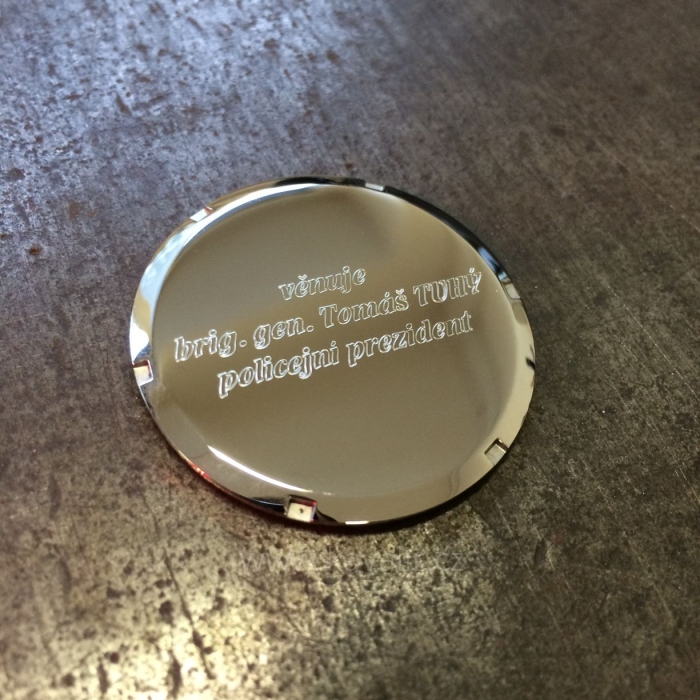 věnuje
brig. gen. Tomáš TUHÝ
policejní prezident